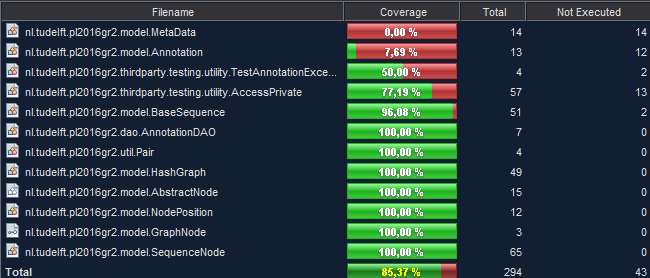 Filename Coverage Total Not Executed
nl.tudelft.pl2016gr2.model.MetaData 0,00 % 14 14
nl.tudelft.pl2016gr2.model.Annotation 7,69 % 13 12
nl.tudelft.pl2016gr2.thirdparty.testing.utility.TestAnnotationExce... 50,00 % 4 2
nl.tudelft.pl2016gr2.thirdparty.testing.utility.AccessPrivate 77,19 % 57 13
nl.tudelft.pl2016gr2.model.BaseSequence 96,08 % 51 2
nl.tudelft.pl2016gr2.dao.AnnotationDAO 100,00 % 7 0
nl.tudelft.pl2016gr2.util.Pair 100,00 % 4 0
nl.tudelft.pl2016gr2.model.HashGraph 100,00 % 49 0
nl.tudelft.pl2016gr2.model.AbstractNode 100,00 % 15 0
nl.tudelft.pl2016gr2.model.NodePosition 100,00 % 12 0
nl.tudelft.pl2016gr2.model.GraphNode 100,00 % 3 0
nl.tudelft.pl2016gr2.model.SequenceNode 100,00 % 65 0
Total 85,37 % 294 43